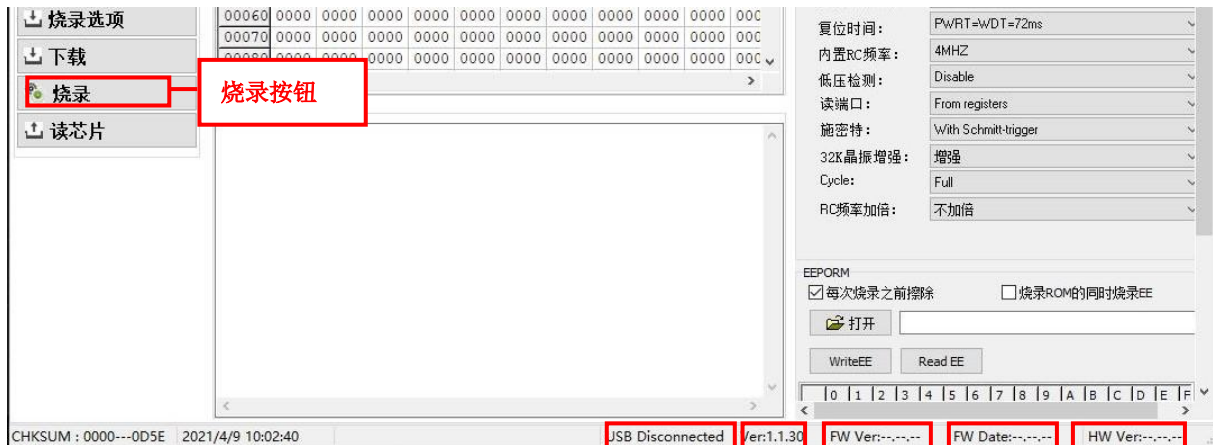 烧录选项
下载
烧录
读芯片
00060 0000 0000 0000 0000 0000 0000 0000 0000 0000 0000 000
00070 0000 0000 0000 0000 0000 0000 0000 0000 0000 0000 000
0000 0000 0000 0000 0000 0000 0000 000
烧录按钮
复位时间: PWRT=WDT=72ms
内置RC频率: 4MHZ
低压检测: Disable
读端口: From registers
施密特: With Schmitt-trigger
32K晶振增强: 增强
Cycle: Full
RC频率加倍: 不加倍
EEPORM
每次烧录之前擦除 烧录ROM的同时烧录EE
打开
WriteEE Read EE
0 1 2 3 4 5 6 7 8 9 A B C D E F
CHKSUM : 0000---0D5E 2021/4/9 10:02:40 USB Disconnected Ver:1.1.30 FW Ver:--.--.-- FW Date:--.--.-- HW Ver:--.--.--